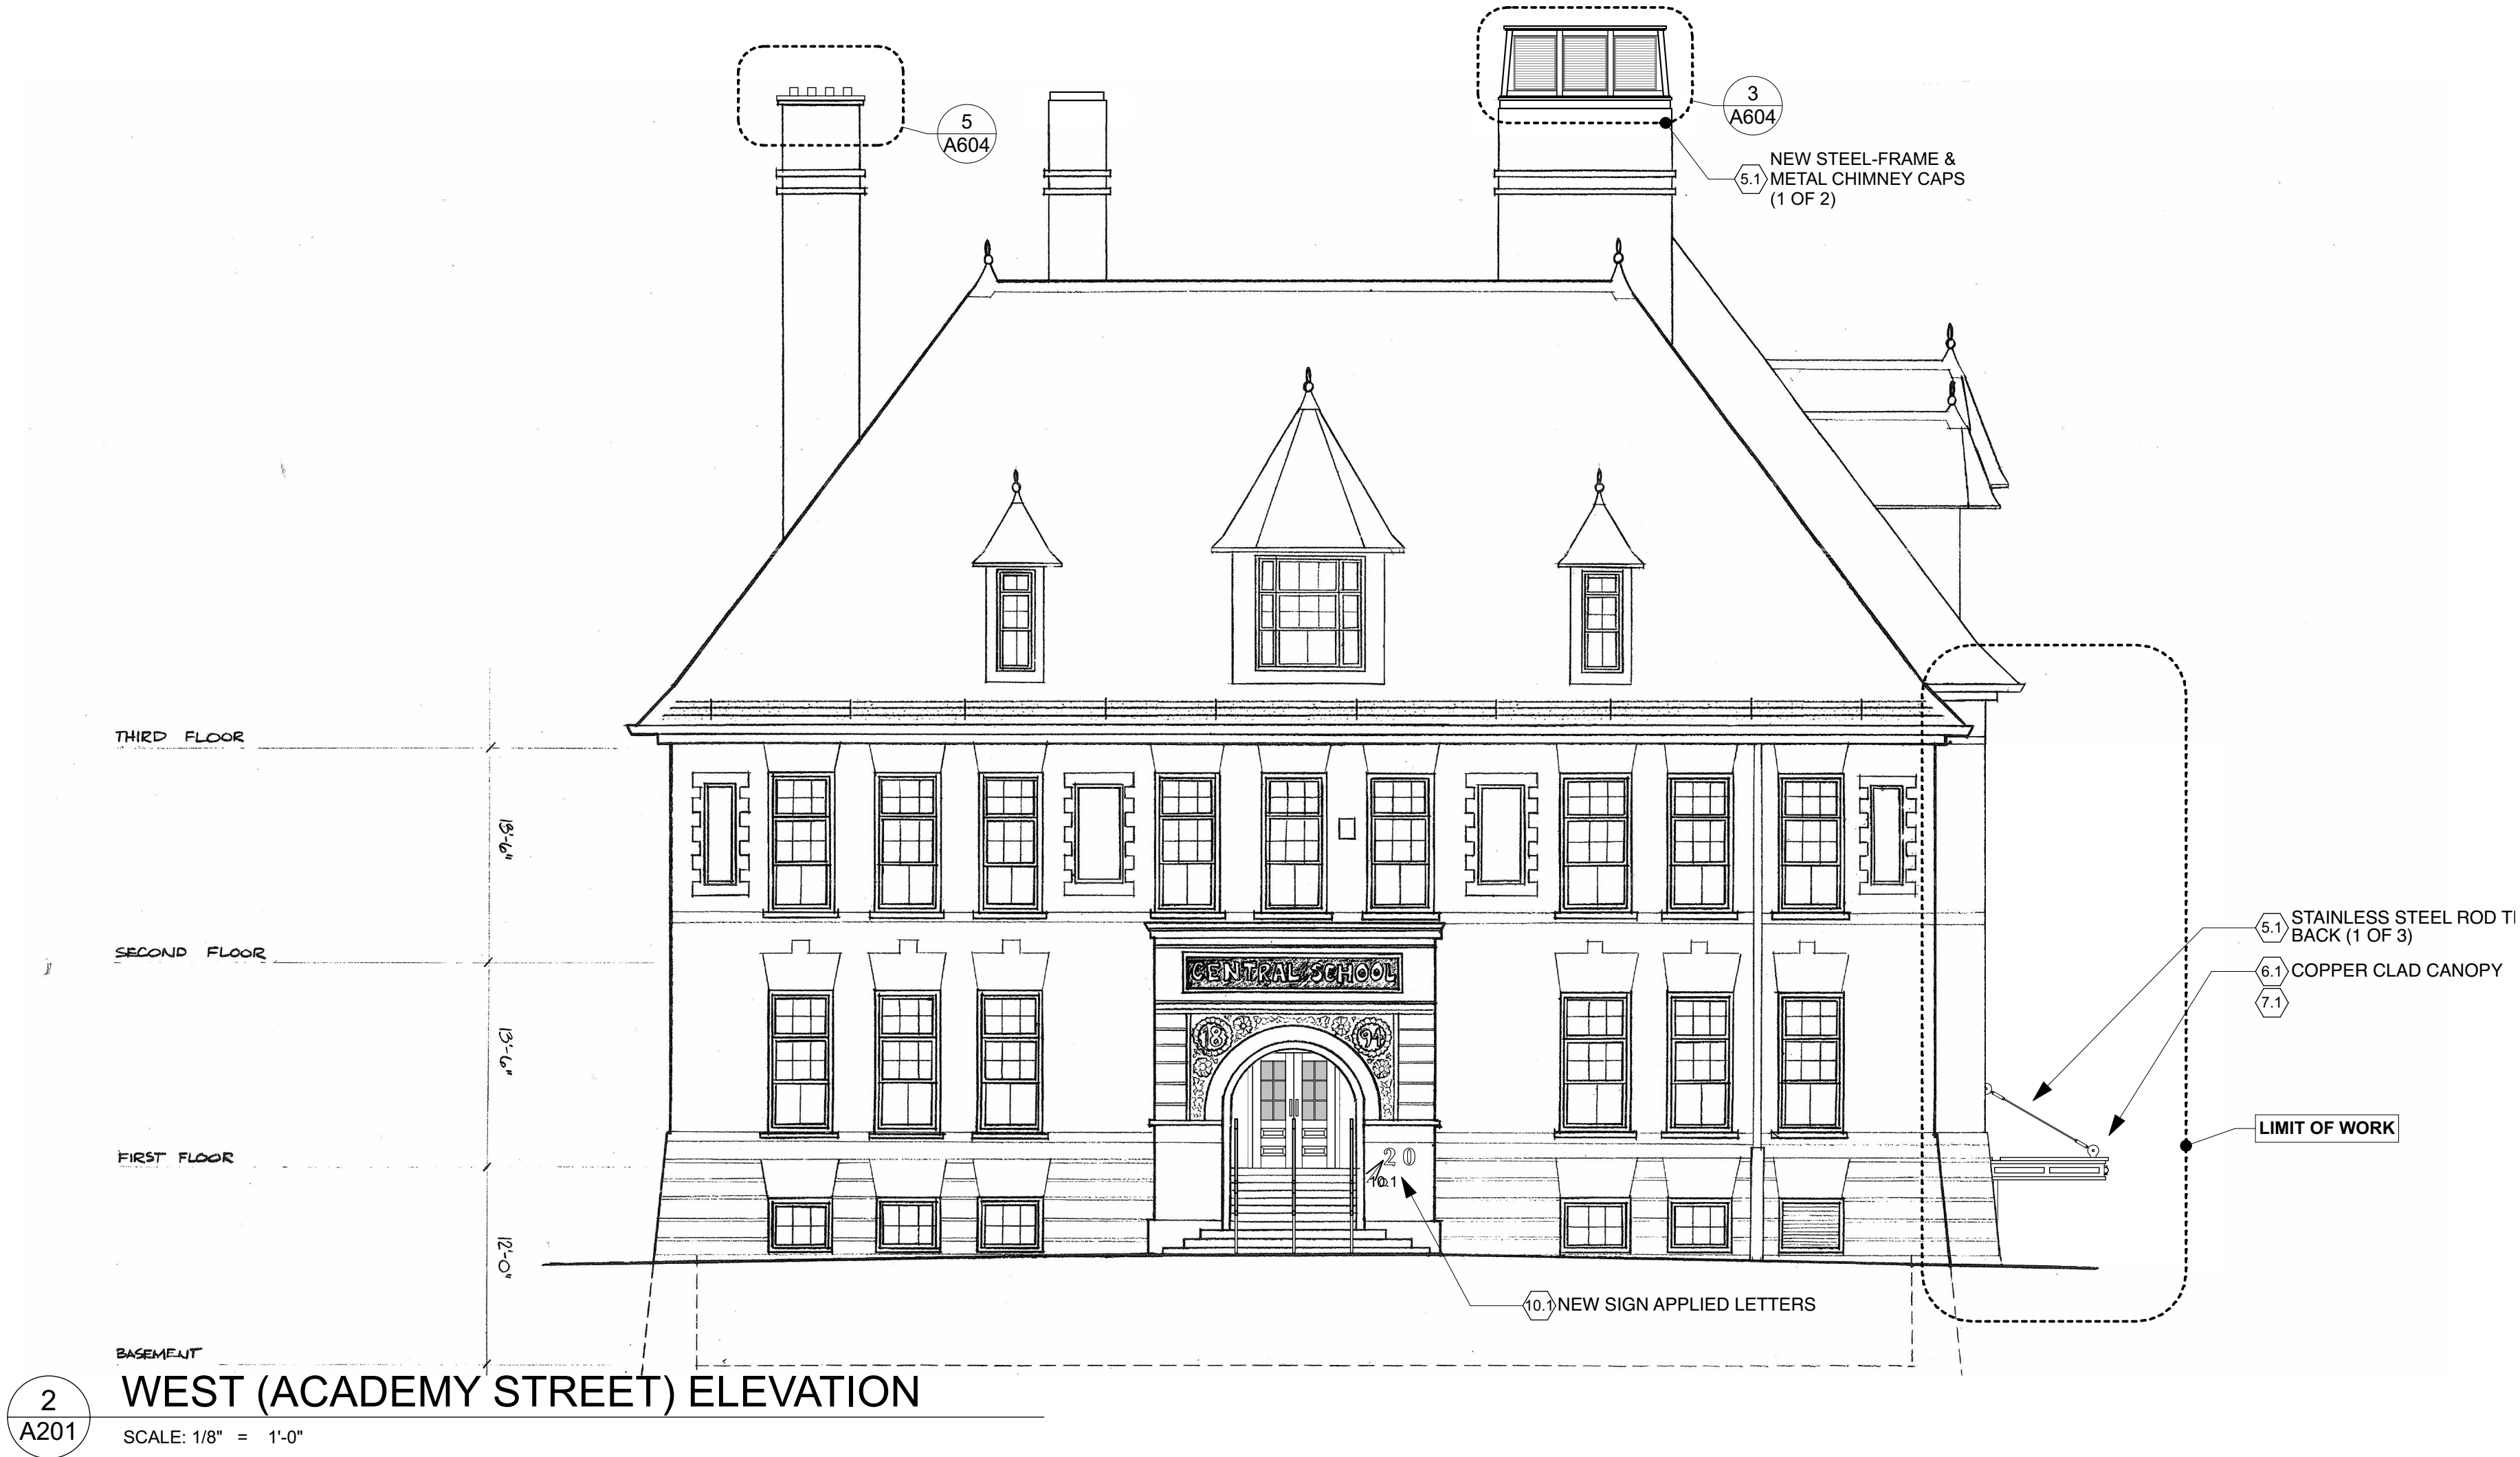 5
A604
3
A604
5.1
NEW STEEL-FRAME &
METAL CHIMNEY CAPS
(1 OF 2)
THIRD FLOOR
13'-6"
SECOND FLOOR
13'-6"
FIRST FLOOR
12'-0"
BASEMENT
CENTRAL SCHOOL
18
94
20
10.1
5.1
STAINLESS STEEL ROD TI
BACK (1 OF 3)
6.1
COPPER CLAD CANOPY
7.1
LIMIT OF WORK
10.1
NEW SIGN APPLIED LETTERS
2
A201
WEST (ACADEMY STREET) ELEVATION
SCALE: 1/8" = 1'-0"